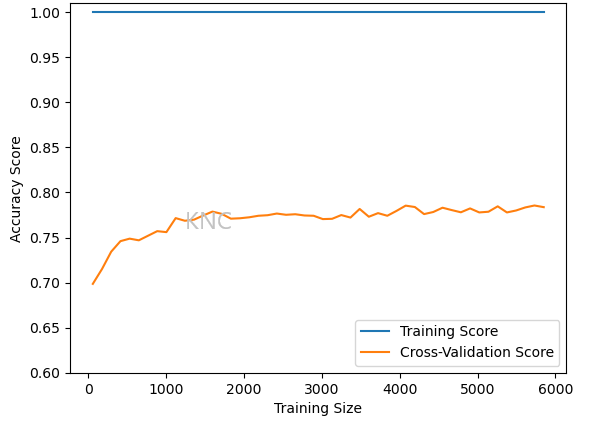 1.00
0.95
0.90
0.85
0.80
0.75
0.70
0.65
0.60
Accuracy Score
KNC
Training Score
Cross-Validation Score
0 1000 2000 3000 4000 5000 6000
Training Size